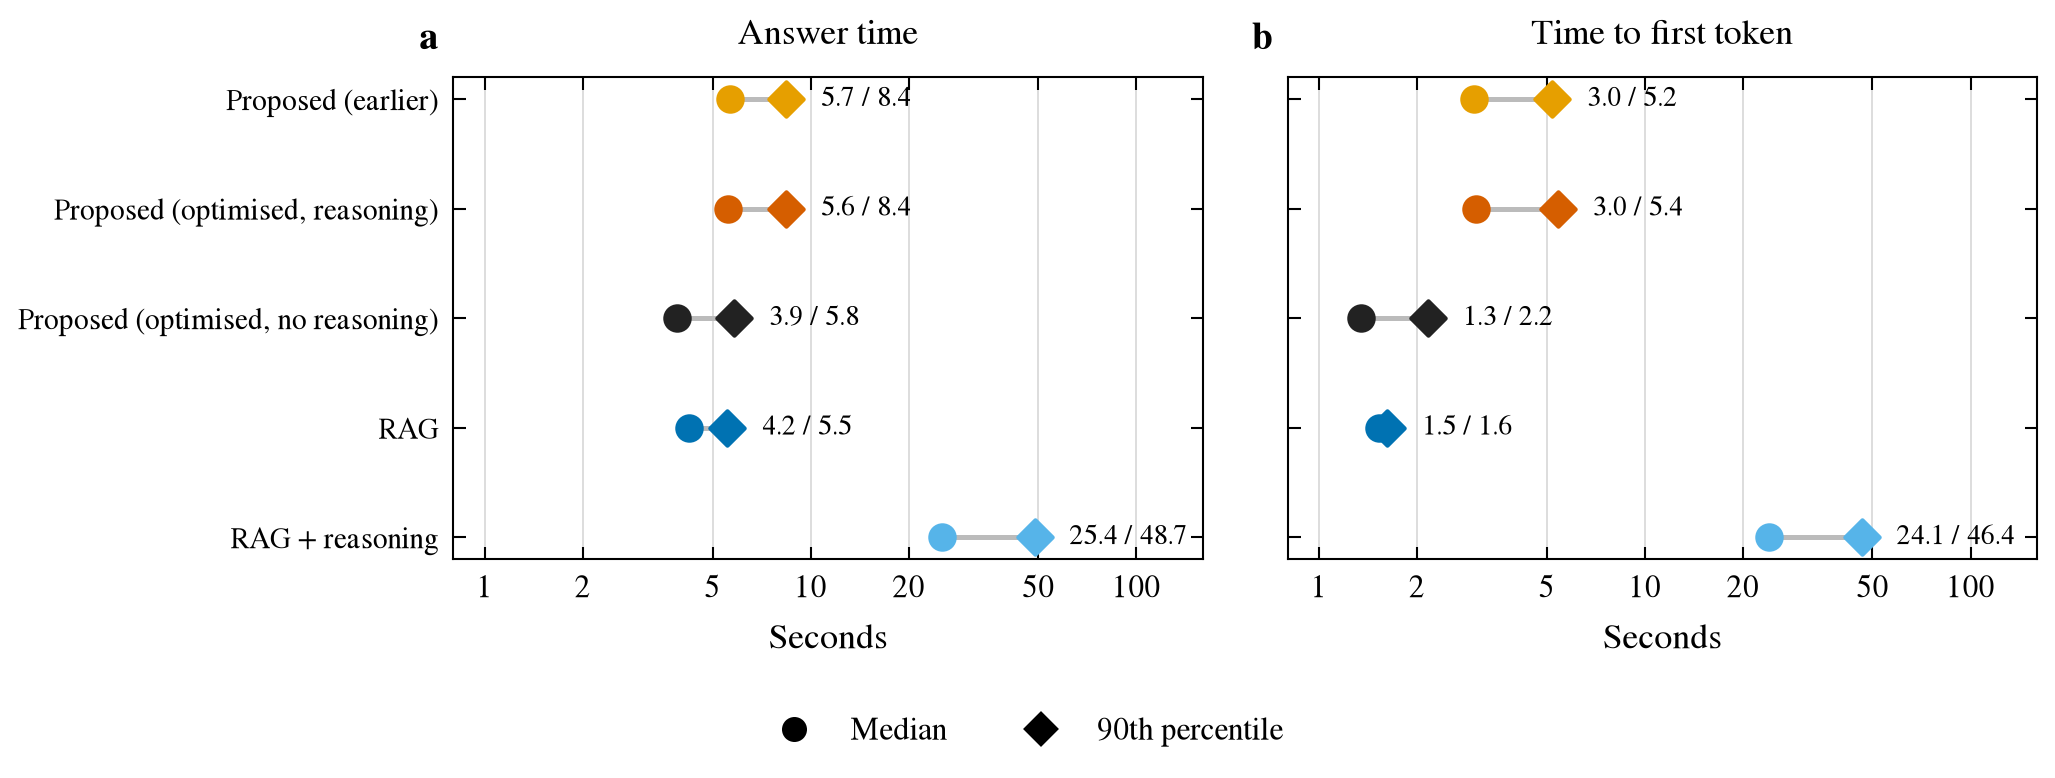 a
Answer time
b
Time to first token
Proposed (earlier)
5.7 / 8.4
3.0 / 5.2
Proposed (optimised, reasoning)
5.6 / 8.4
3.0 / 5.4
Proposed (optimised, no reasoning)
3.9 / 5.8
1.3 / 2.2
RAG
4.2 / 5.5
1.5 / 1.6
RAG + reasoning
25.4 / 48.7
24.1 / 46.4
1 2 5 10 20 50 100
1 2 5 10 20 50 100
Seconds
Seconds
Median
90th percentile